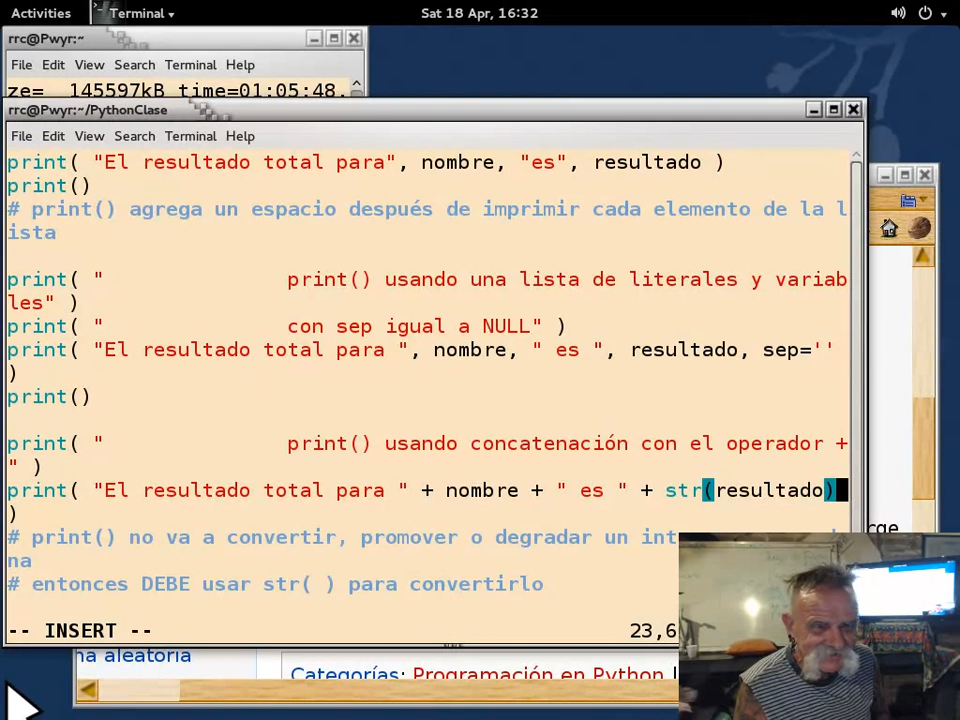 Activities Terminal Sat 18 Apr, 16:32
rrc@Pwyr:~
File Edit View Search Terminal Help
ze= 145597kB time=01:05:48.
rrc@Pwyr:~/PythonClase
File Edit View Search Terminal Help
print( "El resultado total para", nombre, "es", resultado )
print()
# print() agrega un espacio después de imprimir cada elemento de la l
ista
print( " print() usando una lista de literales y variab
les" )
print( " con sep igual a NULL" )
print( "El resultado total para ", nombre, " es ", resultado, sep=''
)
print()
print( " print() usando concatenación con el operador +
" )
print( "El resultado total para " + nombre + " es " + str(resultado)
)
# print() no va a convertir, promover o degradar un int
na
# entonces DEBE usar str( ) para convertirlo
-- INSERT -- 23,6
na aleatoria
Categorías: Programación en Python |